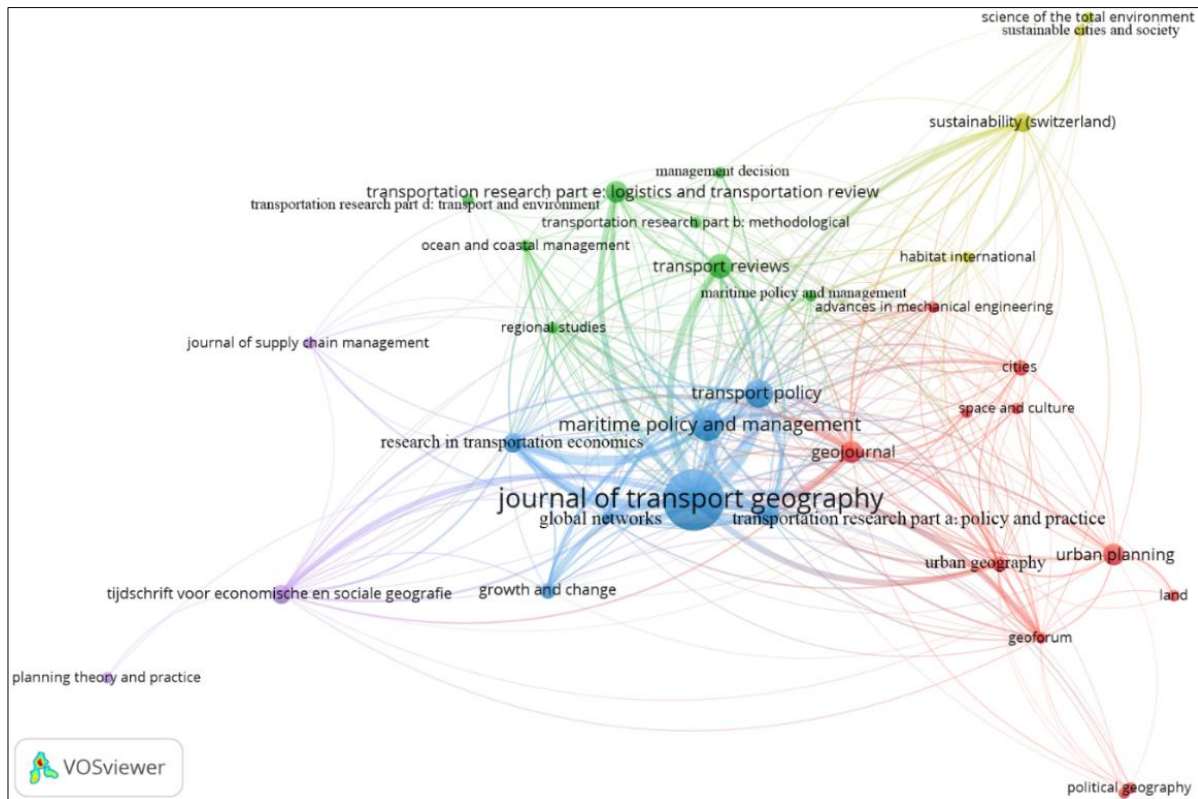 science of the total environment
sustainable cities and society
sustainability (switzerland)
management decision
transportation research part e: logistics and transportation review
transportation research part d: transport and environment
transportation research part b: methodological
ocean and coastal management
habitat international
transport reviews
maritime policy and management
advances in mechanical engineering
regional studies
journal of supply chain management
cities
transport policy
space and culture
maritime policy and management
research in transportation economics
geojournal
journal of transport geography
global networks
transportation research part a: policy and practice
urban planning
urban geography
growth and change
tijdschrift voor economische en sociale geografie
land
geoforum
planning theory and practice
VOSviewer
political geography